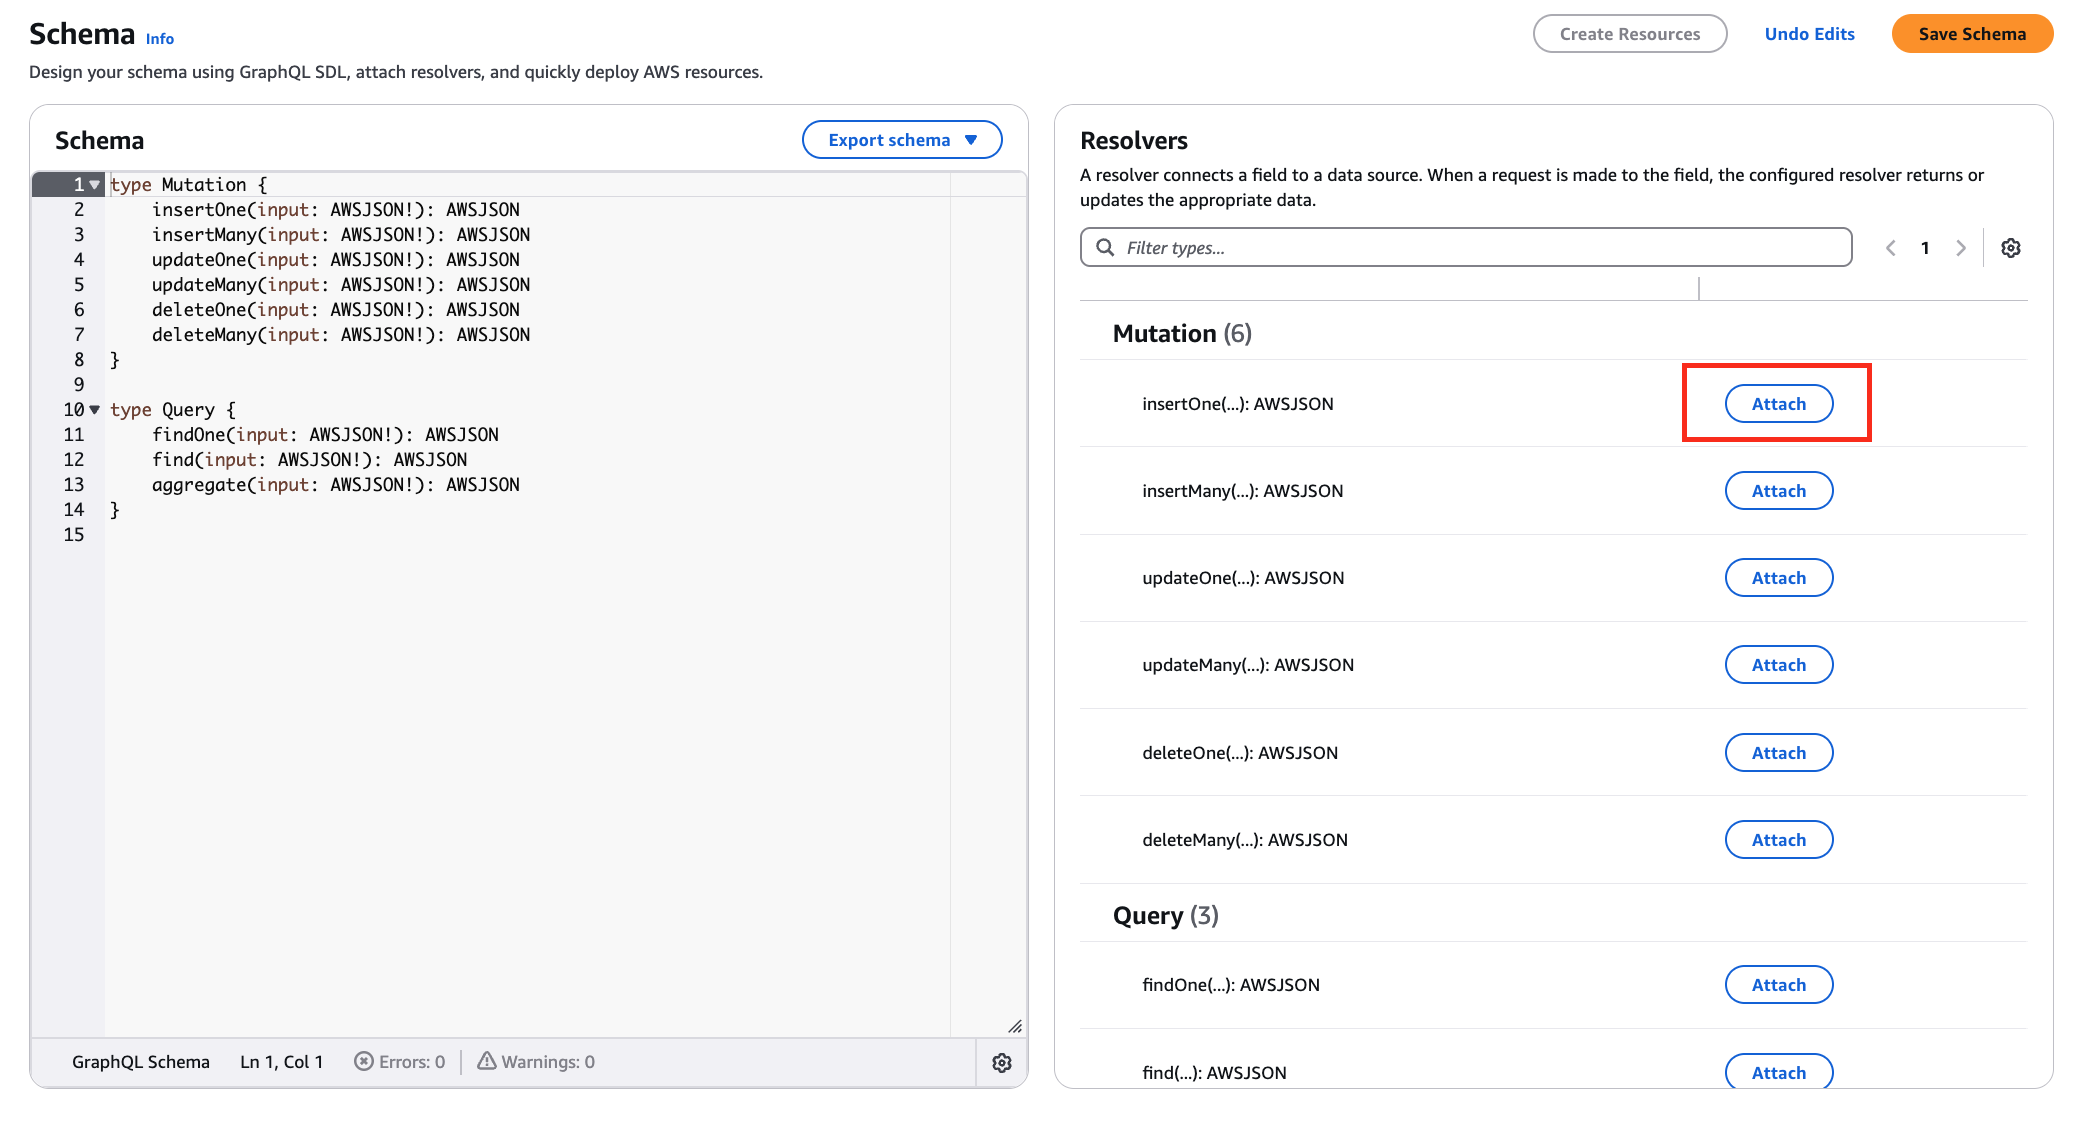 Schema Info
Create Resources
Undo Edits
Save Schema
Design your schema using GraphQL SDL, attach resolvers, and quickly deploy AWS resources.
Schema
Export schema
1 type Mutation {
2 insertOne(input: AWSJSON!): AWSJSON
3 insertMany(input: AWSJSON!): AWSJSON
4 updateOne(input: AWSJSON!): AWSJSON
5 updateMany(input: AWSJSON!): AWSJSON
6 deleteOne(input: AWSJSON!): AWSJSON
7 deleteMany(input: AWSJSON!): AWSJSON
8 }
9
10 type Query {
11 findOne(input: AWSJSON!): AWSJSON
12 find(input: AWSJSON!): AWSJSON
13 aggregate(input: AWSJSON!): AWSJSON
14 }
15
GraphQL Schema Ln 1, Col 1 Errors: 0 Warnings: 0
Resolvers
A resolver connects a field to a data source. When a request is made to the field, the configured resolver returns or
updates the appropriate data.
Filter types...
1
Mutation (6)
insertOne(...): AWSJSON Attach
insertMany(...): AWSJSON Attach
updateOne(...): AWSJSON Attach
updateMany(...): AWSJSON Attach
deleteOne(...): AWSJSON Attach
deleteMany(...): AWSJSON Attach
Query (3)
findOne(...): AWSJSON Attach
find(...): AWSJSON Attach